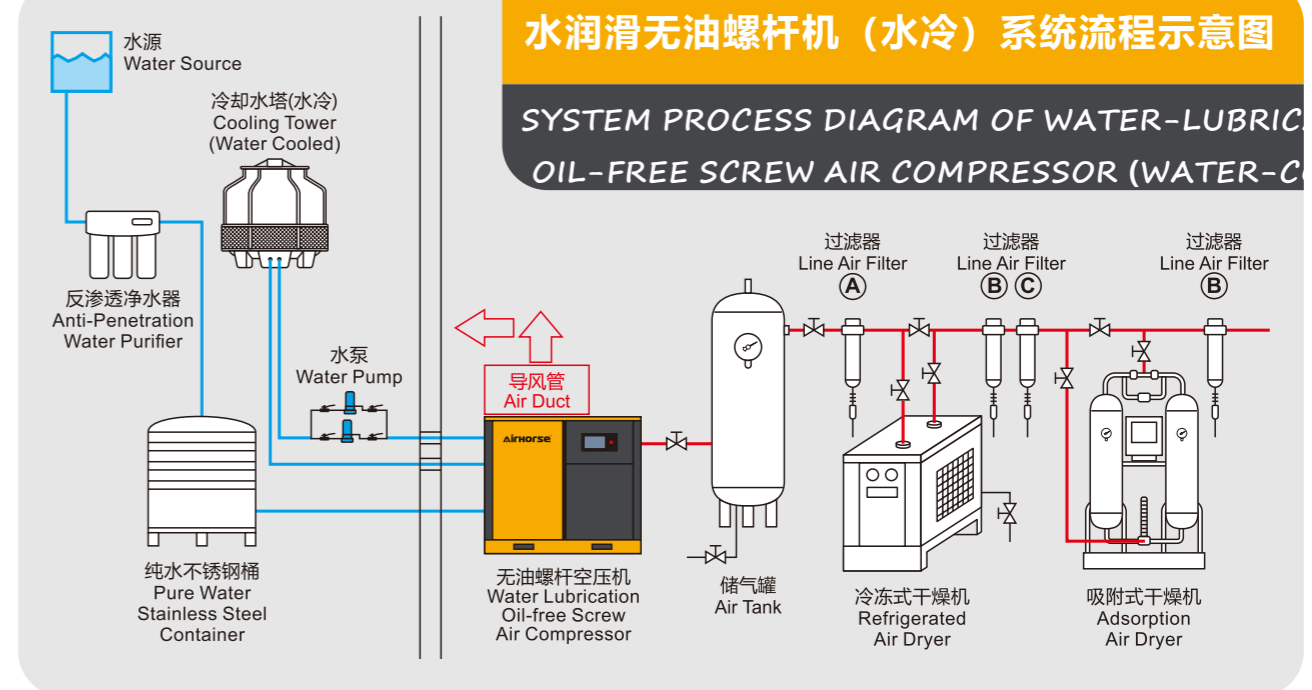 水润滑无油螺杆机（水冷）系统流程示意图
SYSTEM PROCESS DIAGRAM OF WATER-LUBRIC
OIL-FREE SCREW AIR COMPRESSOR (WATER-CO
水源
Water Source
冷却水塔(水冷)
Cooling Tower
(Water Cooled)
反渗透净水器
Anti-Penetration
Water Purifier
水泵
Water Pump
导风管
Air Duct
AIRHORSE
过滤器
Line Air Filter
A
过滤器
Line Air Filter
B C
过滤器
Line Air Filter
B
纯水不锈钢桶
Pure Water
Stainless Steel
Container
无油螺杆空压机
Water Lubrication
Oil-free Screw
Air Compressor
储气罐
Air Tank
冷冻式干燥机
Refrigerated
Air Dryer
吸附式干燥机
Adsorption
Air Dryer